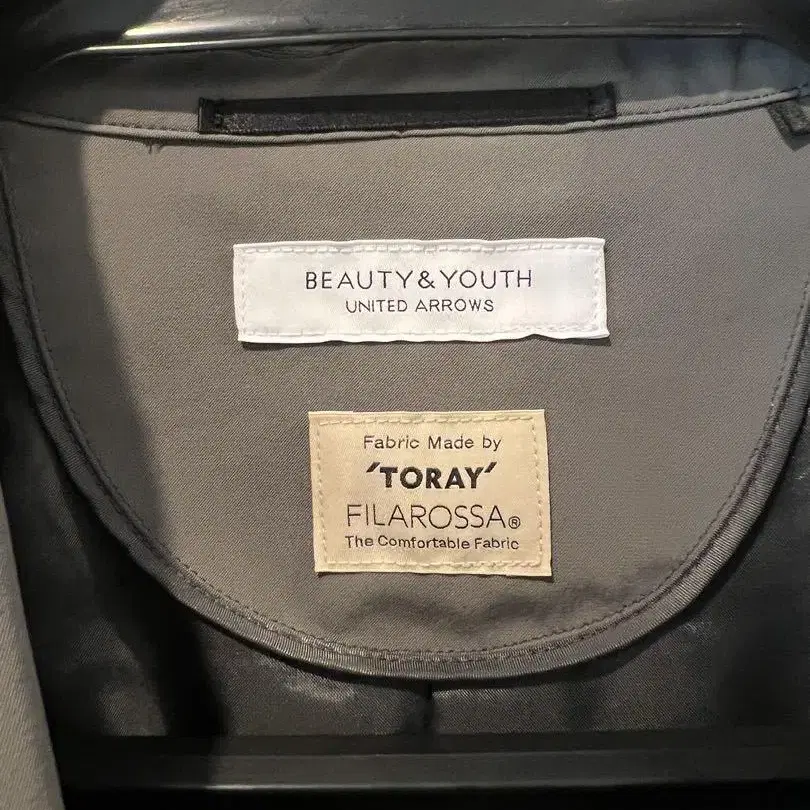 BEAUTY&YOUTH
UNITED ARROWS
Fabric Made by
‘TORAY’
FILAROSSA®
The Comfortable Fabric